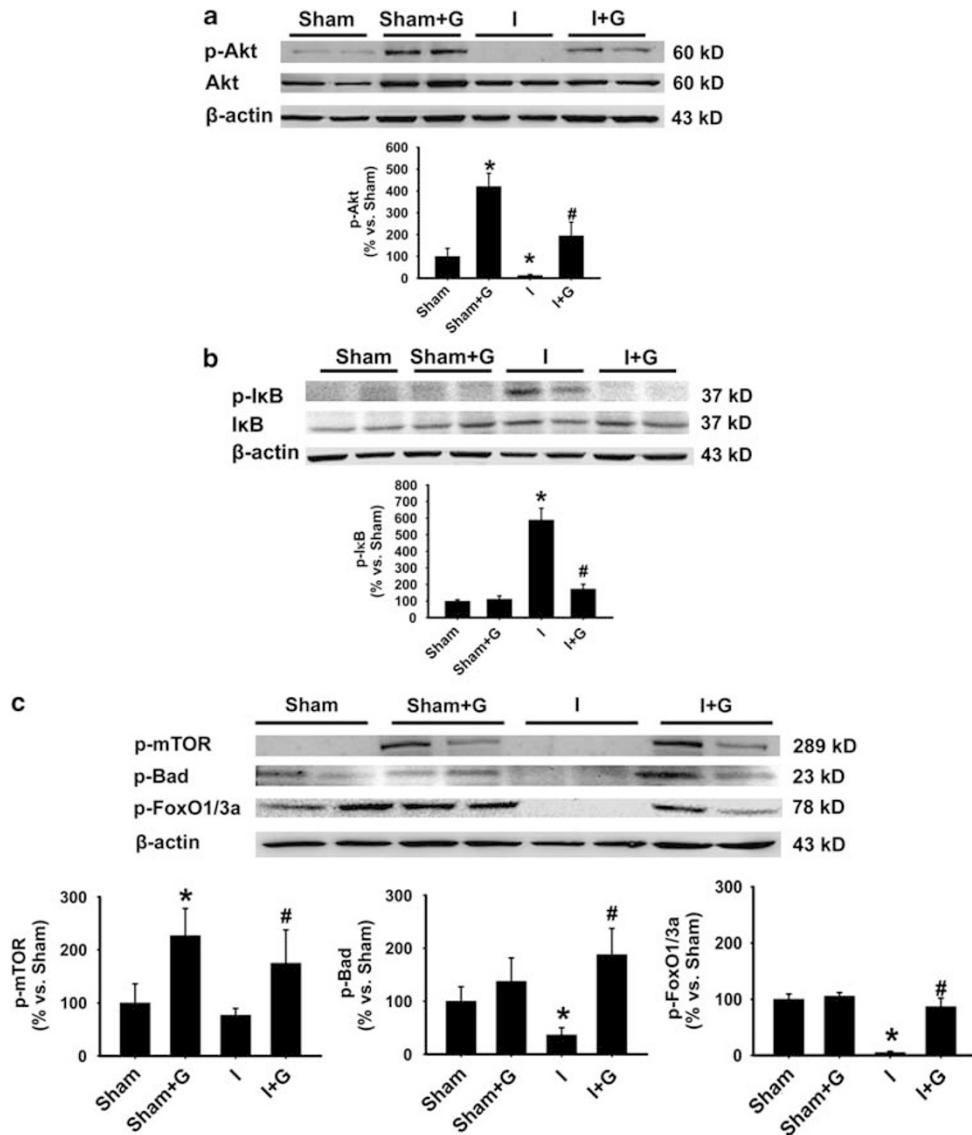 a
Sham Sham+G I I+G
p-Akt 60 kD
Akt 60 kD
β-actin 43 kD
600
500
400
300
200
100
0
p-Akt
(% vs. Sham)
*
*
#
Sham Sham+G I I+G
b
Sham Sham+G I I+G
p-IκB 37 kD
IκB 37 kD
β-actin 43 kD
800
700
600
500
400
300
200
100
0
p-IκB
(% vs. Sham)
*
#
Sham Sham+G I I+G
c
Sham Sham+G I I+G
p-mTOR 289 kD
p-Bad 23 kD
p-FoxO1/3a 78 kD
β-actin 43 kD
300
200
100
0
p-mTOR
(% vs. Sham)
*
#
Sham Sham+G I I+G
300
200
100
0
p-Bad
(% vs. Sham)
*
#
Sham Sham+G I I+G
300
200
100
0
p-FoxO1/3a
(% vs. Sham)
*
#
Sham Sham+G I I+G